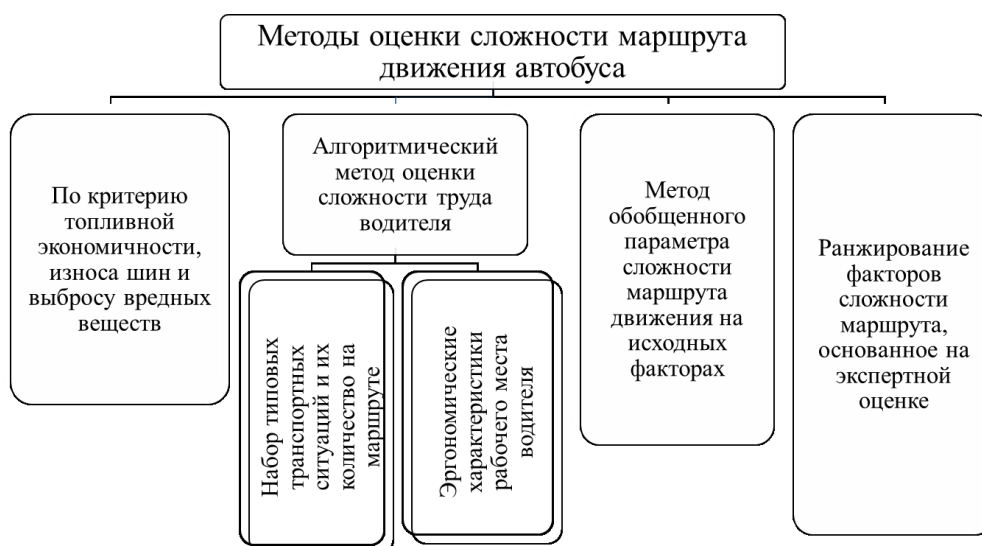 Методы оценки сложности маршрута
движения автобуса
По критерию
топливной
экономичности,
износа шин и
выбросу вредных
веществ
Алгоритмический
метод оценки
сложности труда
водителя
Набор типовых
транспортных
ситуаций и их
количество на
маршруте
Эргономические
характеристики
рабочего места
водителя
Метод
обобщенного
параметра
сложности
маршрута
движения на
исходных
факторах
Ранжирование
факторов
сложности
маршрута,
основанное на
экспертной
оценке